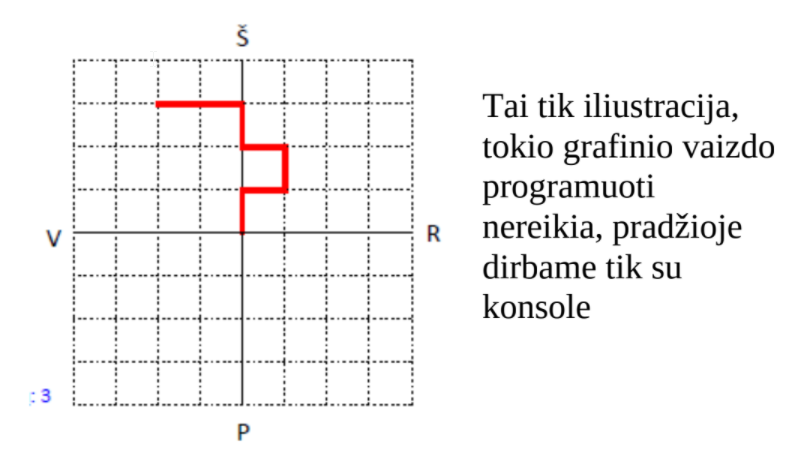 Š
V
R
P
: 3
Tai tik iliustracija,
tokio grafinio vaizdo
programuoti
nereikia, pradžioje
dirbame tik su
konsole